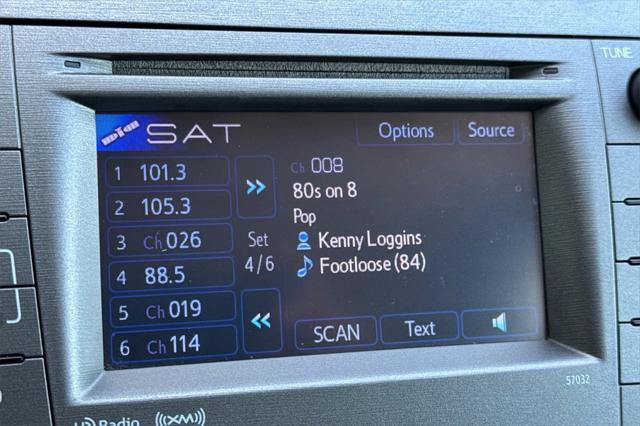 TUNE
SAT
Options
Source
1 101.3
2 105.3
3 Ch 026
4 88.5
5 Ch 019
6 Ch 114
Set
4/6
Ch 008
80s on 8
Pop
Kenny Loggins
Footloose (84)
SCAN
Text
57032
HD Radio
((XM))